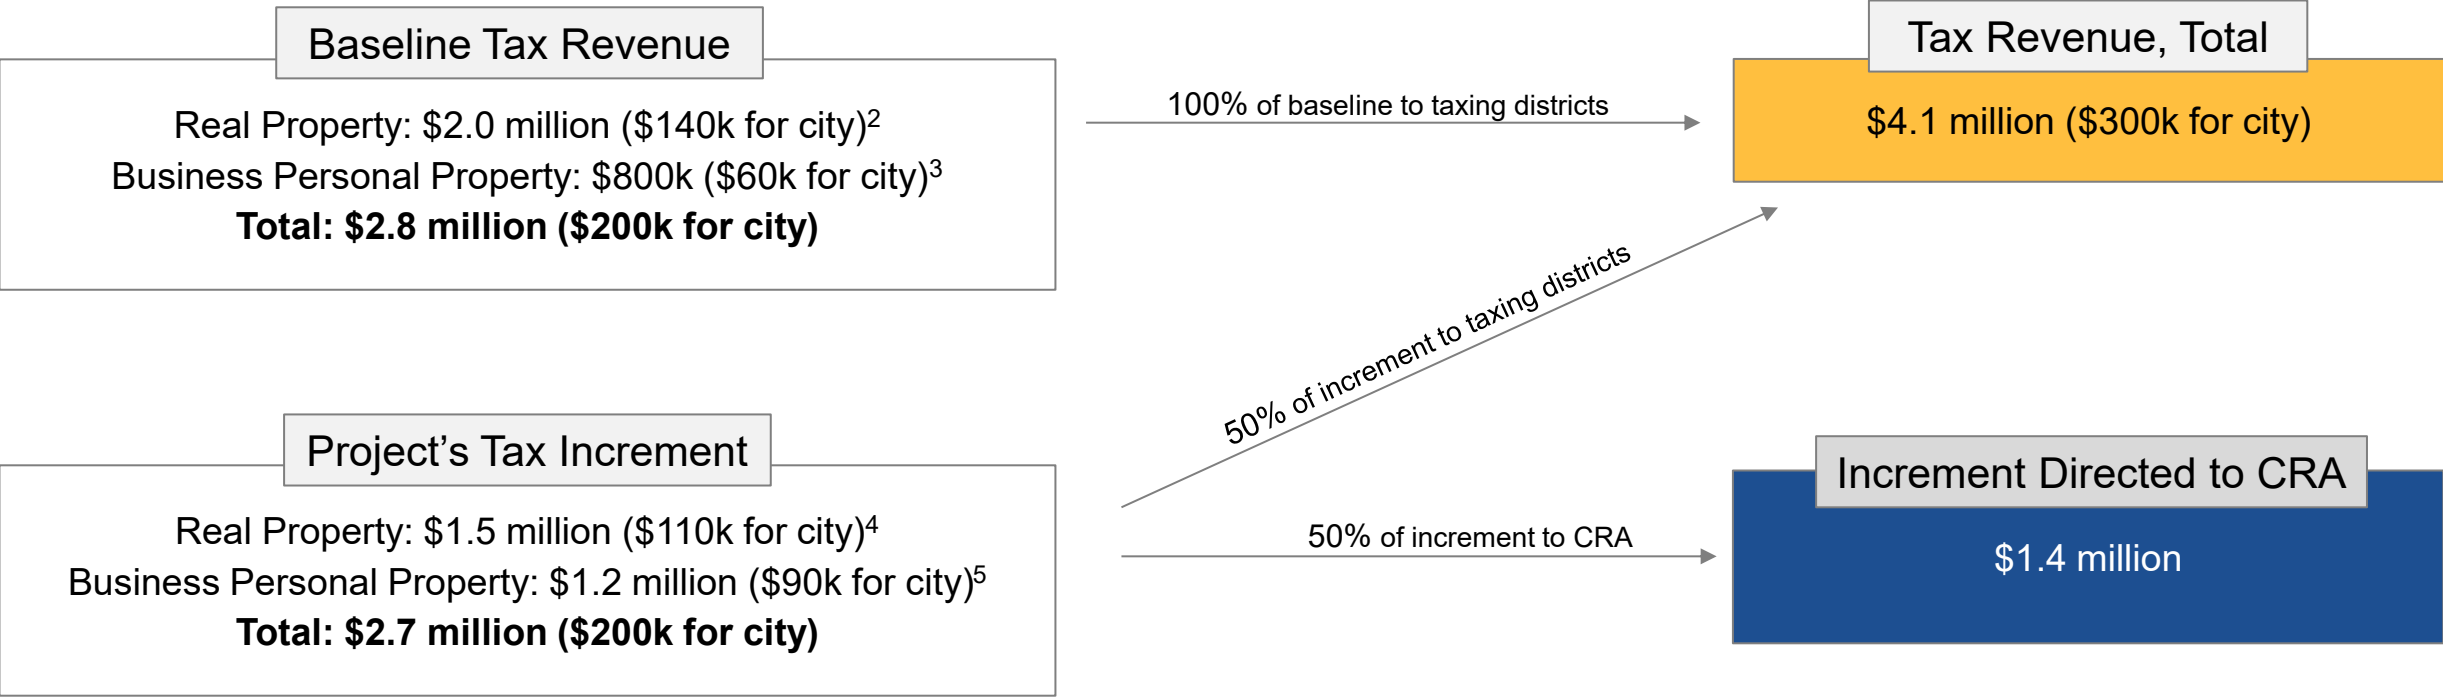 Baseline Tax Revenue
Real Property: $2.0 million ($140k for city)2
Business Personal Property: $800k ($60k for city)3
Total: $2.8 million ($200k for city)
100% of baseline to taxing districts
Tax Revenue, Total
$4.1 million ($300k for city)
50% of increment to taxing districts
Project’s Tax Increment
Real Property: $1.5 million ($110k for city)4
Business Personal Property: $1.2 million ($90k for city)5
Total: $2.7 million ($200k for city)
50% of increment to CRA
Increment Directed to CRA
$1.4 million